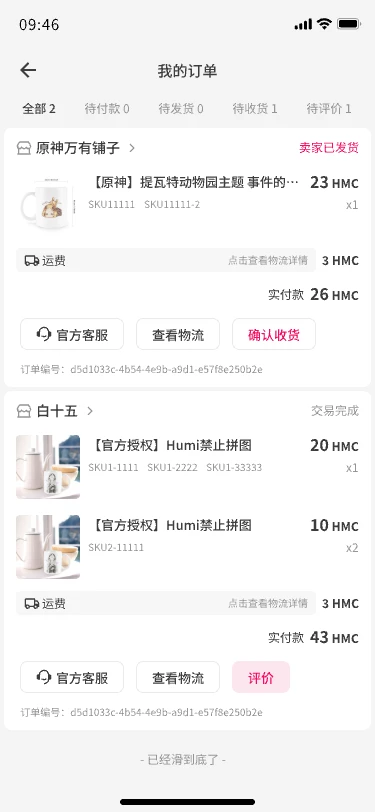 09:46
我的订单
全部 2 待付款 0 待发货 0 待收货 1 待评价 1
原神万有铺子 卖家已发货
【原神】提瓦特动物园主题 事件的… 23 HMC
SKU11111 SKU11111-2 x1
运费 点击查看物流详情 3 HMC
实付款 26 HMC
官方客服 查看物流 确认收货
订单编号: d5d1033c-4b54-4e9b-a9d1-e57f8e250b2e
白十五 交易完成
【官方授权】Humi禁止拼图 20 HMC
SKU1-1111 SKU1-2222 SKU1-33333 x1
【官方授权】Humi禁止拼图 10 HMC
SKU2-11111 x2
运费 点击查看物流详情 3 HMC
实付款 43 HMC
官方客服 查看物流 评价
订单编号: d5d1033c-4b54-4e9b-a9d1-e57f8e250b2e
- 已经滑到底了 -